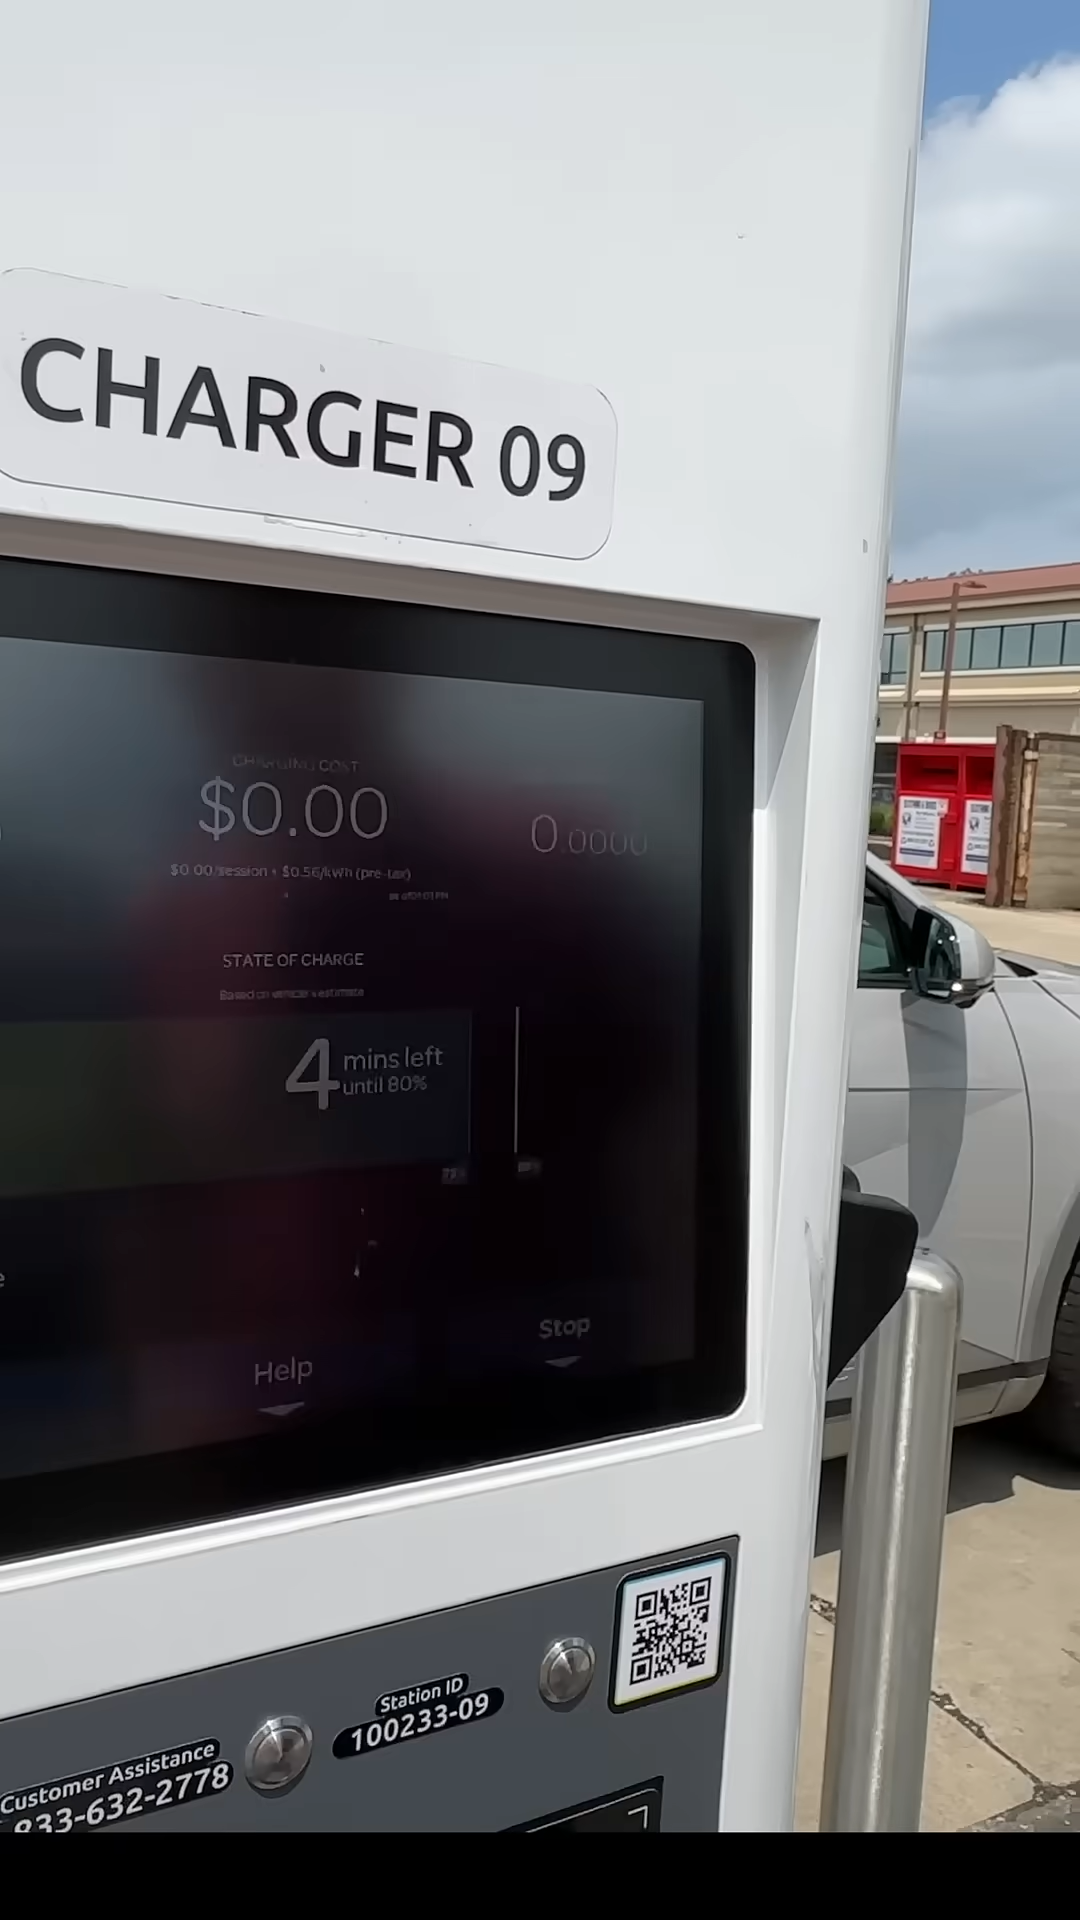 CHARGER 09
CHARGING COST
$0.00
0.0000
$0.00/session + $0.56/kWh (pre-tax)
STATE OF CHARGE
Based on vehicle's estimate
4 mins left
until 80%
Stop
Help
Station ID
100233-09
Customer Assistance
833-632-2778